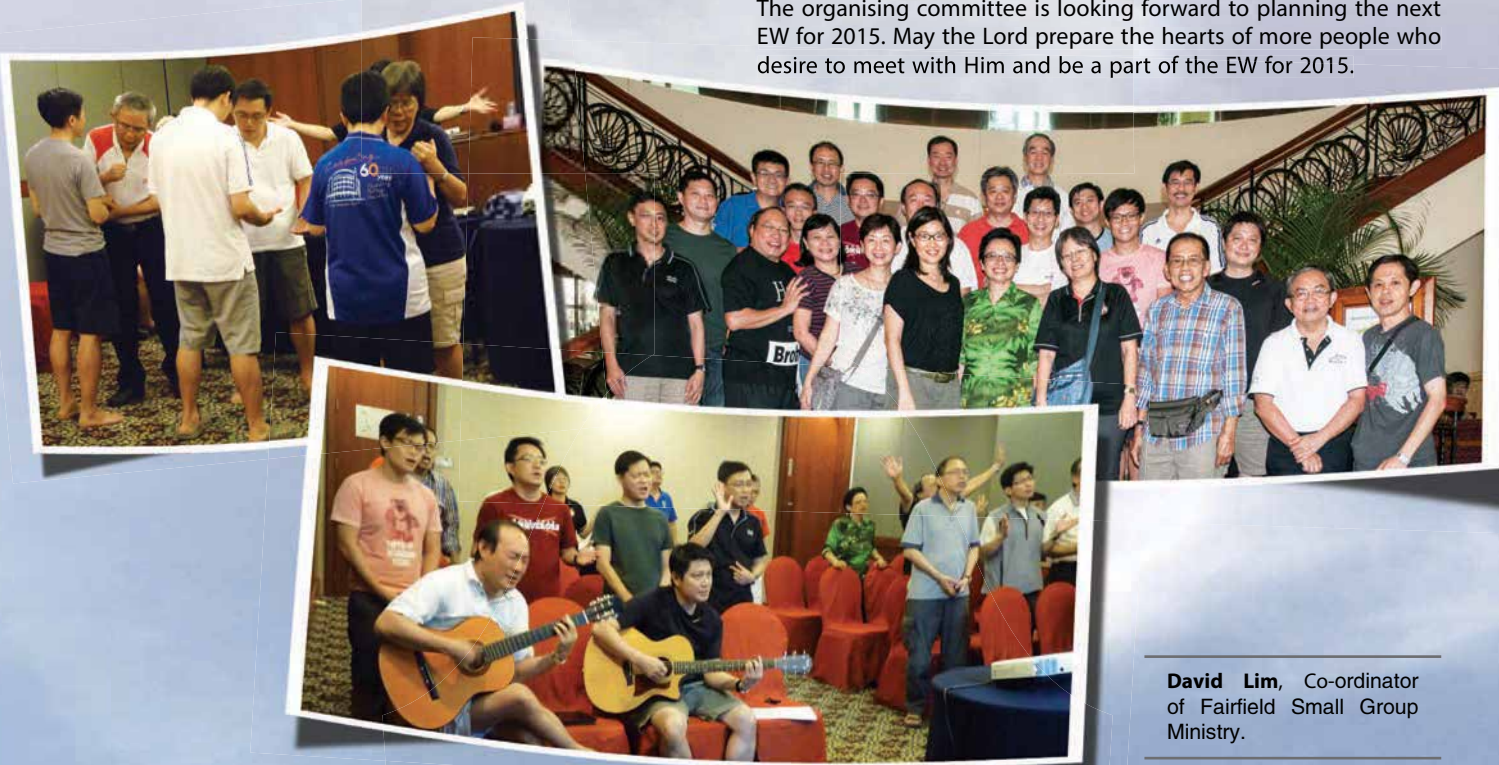 The organising committee is looking forward to planning the next
EW for 2015. May the Lord prepare the hearts of more people who
desire to meet with Him and be a part of the EW for 2015.
60
years
H
David Lim, Co-ordinator
of Fairfield Small Group
Ministry.